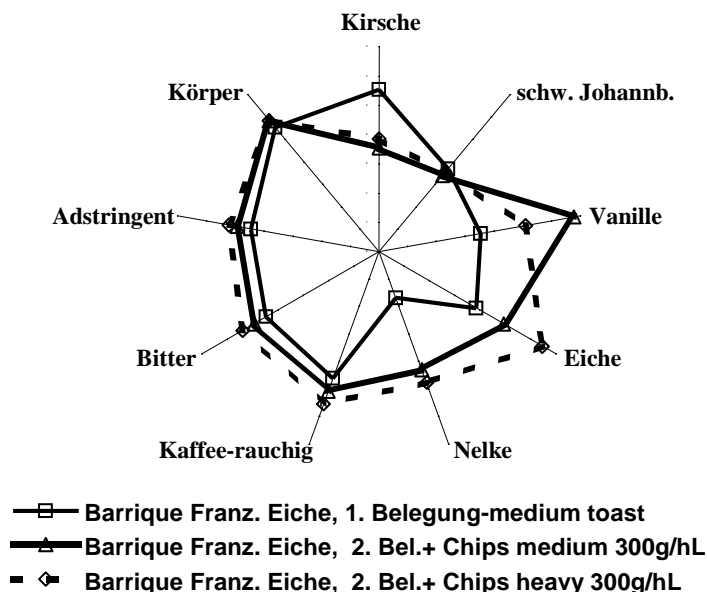 Kirsche
Körper
schw. Johannb.
Adstringent
Vanille
Bitter
Eiche
Kaffee-rauchig
Nelke
Barrique Franz. Eiche, 1. Belegung-medium toast
Barrique Franz. Eiche, 2. Bel.+ Chips medium 300g/hL
Barrique Franz. Eiche, 2. Bel.+ Chips heavy 300g/hL